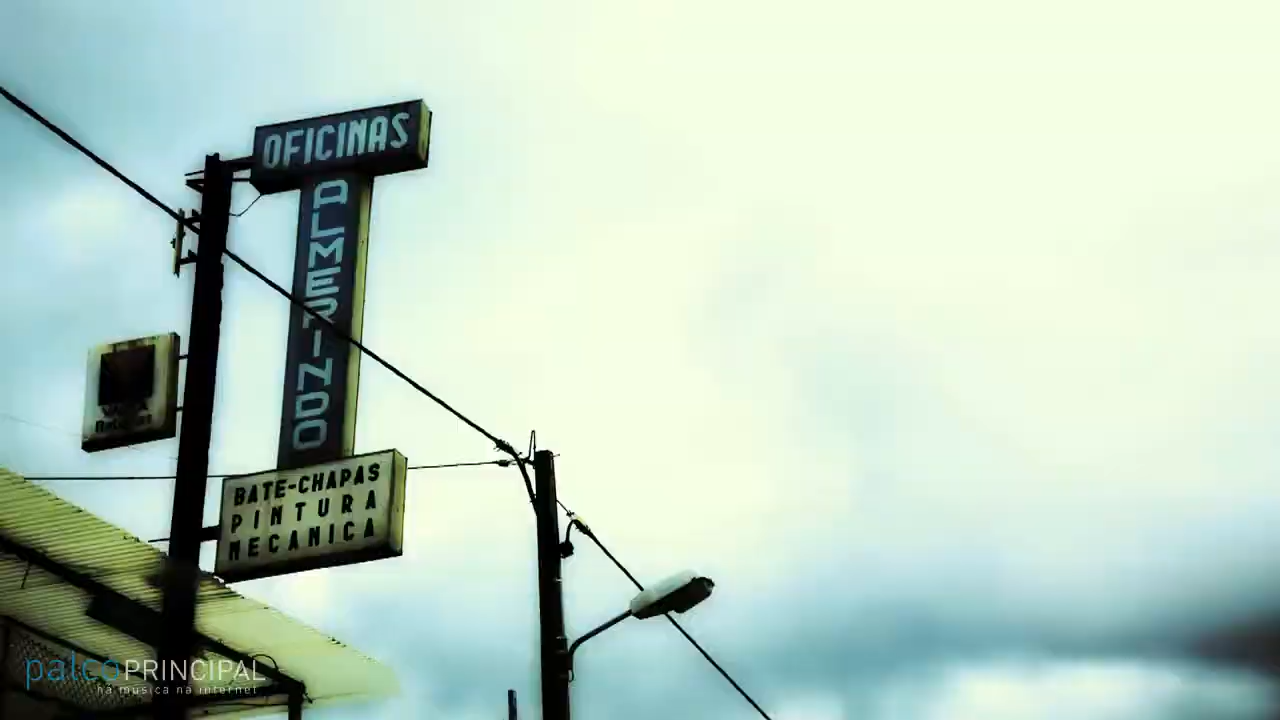 OFICINAS
ALMERINDO
BATE-CHAPAS
PINTURA
MECANICA
palcoPRINCIPAL
há música na internet